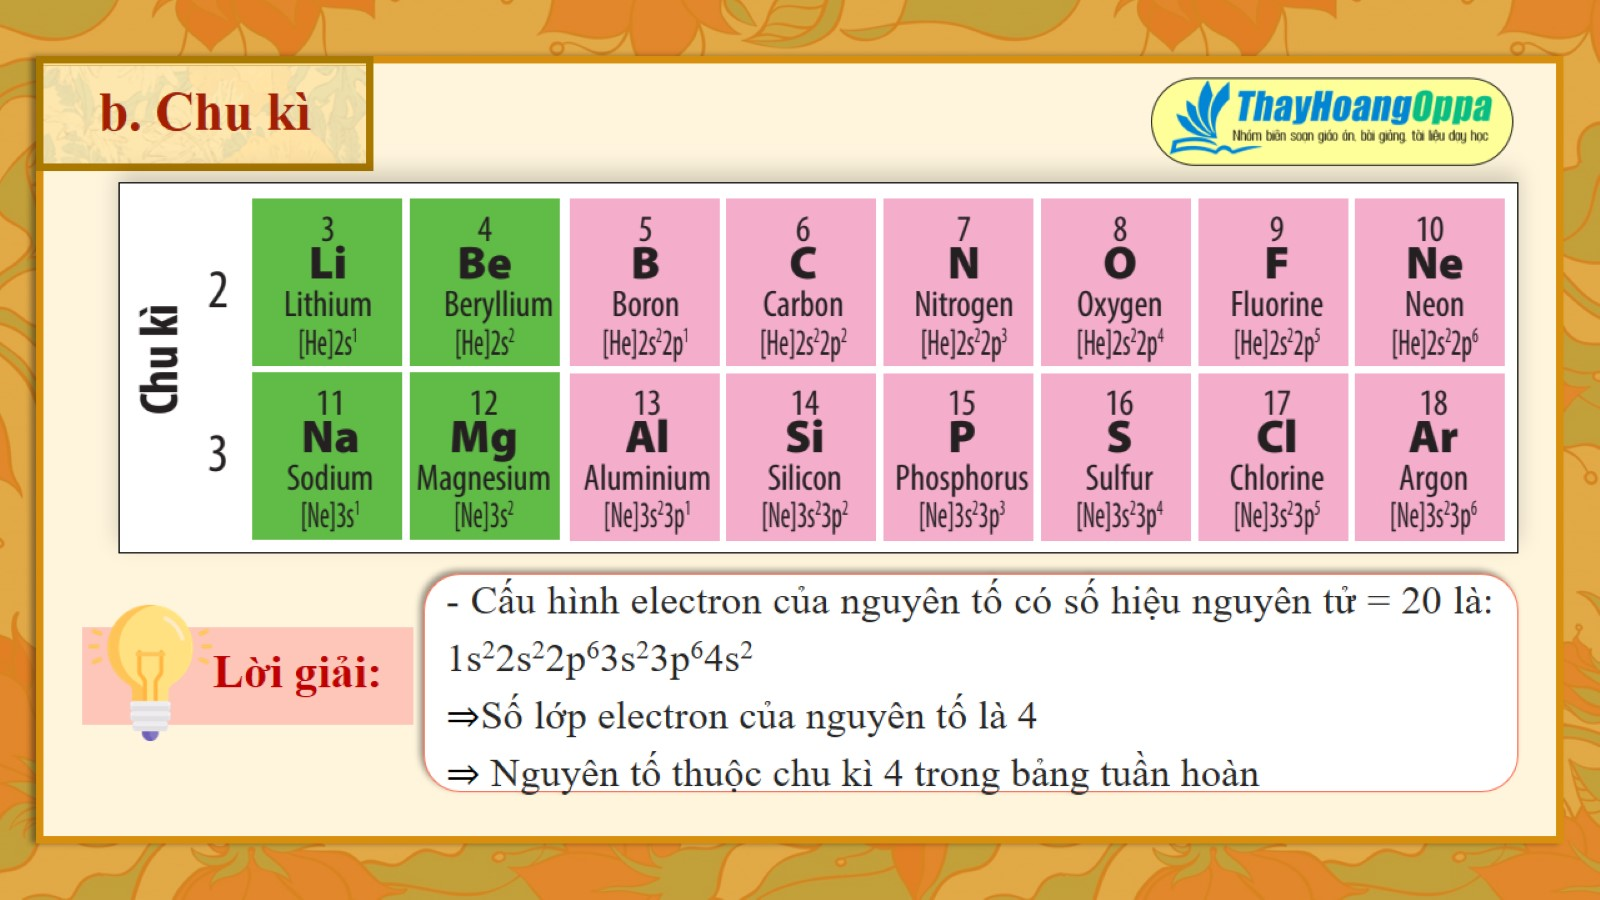 b. Chu kì
ThayHoangOppa
Nhóm biên soạn giáo án, bài giảng, tài liệu dạy học
Chu kì
2
3 4 5 6 7 8 9 10
Li Be B C N O F Ne
Lithium Beryllium Boron Carbon Nitrogen Oxygen Fluorine Neon
[He]2s¹ [He]2s² [He]2s²2p¹ [He]2s²2p² [He]2s²2p³ [He]2s²2p⁴ [He]2s²2p⁵ [He]2s²2p⁶
3
11 12 13 14 15 16 17 18
Na Mg Al Si P S Cl Ar
Sodium Magnesium Aluminium Silicon Phosphorus Sulfur Chlorine Argon
[Ne]3s¹ [Ne]3s² [Ne]3s²3p¹ [Ne]3s²3p² [Ne]3s²3p³ [Ne]3s²3p⁴ [Ne]3s²3p⁵ [Ne]3s²3p⁶
Lời giải:
- Cấu hình electron của nguyên tố có số hiệu nguyên tử = 20 là:
1s²2s²2p⁶3s²3p⁶4s²
⇒Số lớp electron của nguyên tố là 4
⇒ Nguyên tố thuộc chu kì 4 trong bảng tuần hoàn